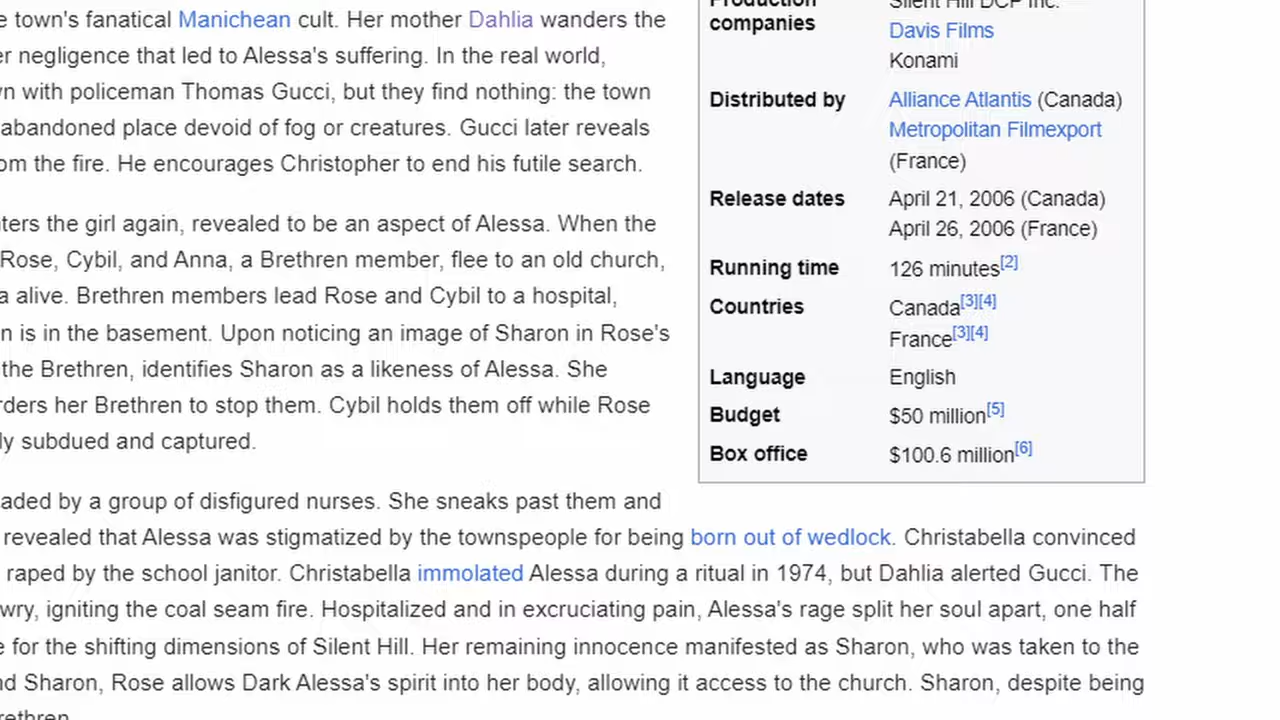 e town's fanatical Manichean cult. Her mother Dahlia wanders the
er negligence that led to Alessa's suffering. In the real world,
wn with policeman Thomas Gucci, but they find nothing: the town
abandoned place devoid of fog or creatures. Gucci later reveals
om the fire. He encourages Christopher to end his futile search.
ters the girl again, revealed to be an aspect of Alessa. When the
Rose, Cybil, and Anna, a Brethren member, flee to an old church,
a alive. Brethren members lead Rose and Cybil to a hospital,
n is in the basement. Upon noticing an image of Sharon in Rose's
the Brethren, identifies Sharon as a likeness of Alessa. She
rders her Brethren to stop them. Cybil holds them off while Rose
ly subdued and captured.
Production Silent Hill DCP Inc.
companies Davis Films
Konami
Distributed by Alliance Atlantis (Canada)
Metropolitan Filmexport
(France)
Release dates April 21, 2006 (Canada)
April 26, 2006 (France)
Running time 126 minutes[2]
Countries Canada[3][4]
France[3][4]
Language English
Budget $50 million[5]
Box office $100.6 million[6]
aded by a group of disfigured nurses. She sneaks past them and
revealed that Alessa was stigmatized by the townspeople for being born out of wedlock. Christabella convinced
raped by the school janitor. Christabella immolated Alessa during a ritual in 1974, but Dahlia alerted Gucci. The
wry, igniting the coal seam fire. Hospitalized and in excruciating pain, Alessa's rage split her soul apart, one half
e for the shifting dimensions of Silent Hill. Her remaining innocence manifested as Sharon, who was taken to the
nd Sharon, Rose allows Dark Alessa's spirit into her body, allowing it access to the church. Sharon, despite being
rethren